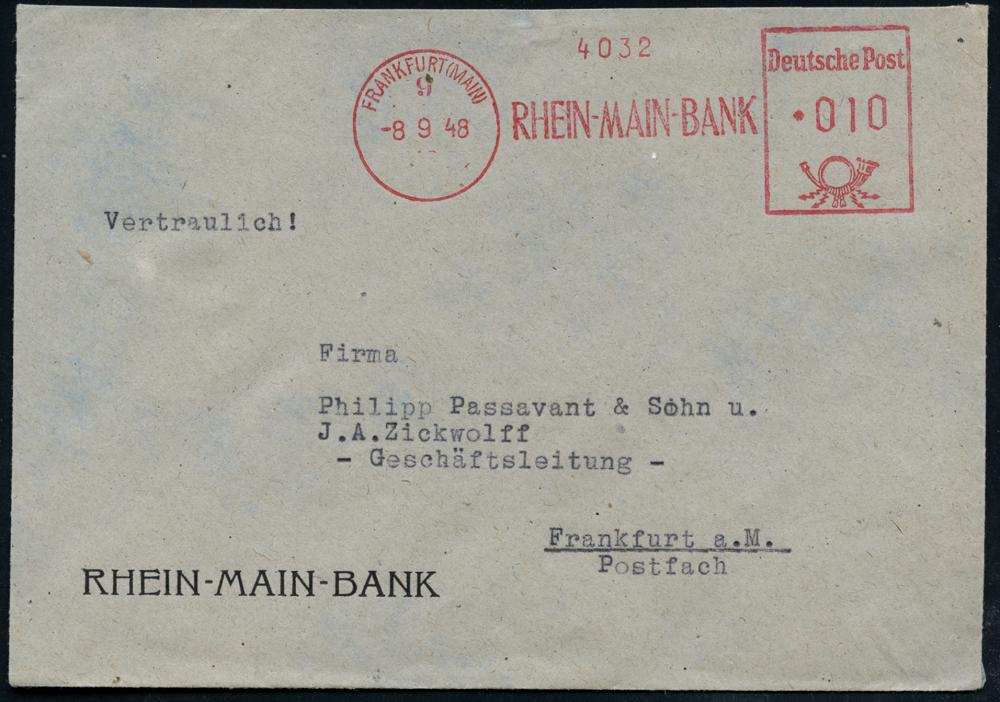 4032
FRANKFURT(MAIN)
9
-8 9 48
RHEIN-MAIN-BANK
Deutsche Post
·010
Vertraulich!
Firma
Philipp Passavant & Sohn u.
J.A.Zickwolff
- Geschäftsleitung -
Frankfurt a.M.
Postfach
RHEIN-MAIN-BANK